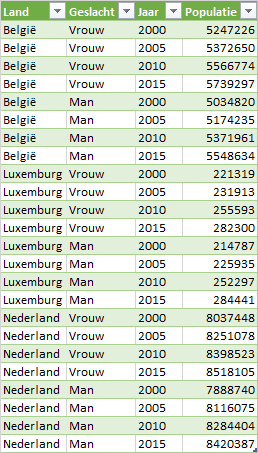 Land Geslacht Jaar Populatie
België Vrouw 2000 5247226
België Vrouw 2005 5372650
België Vrouw 2010 5566774
België Vrouw 2015 5739297
België Man 2000 5034820
België Man 2005 5174235
België Man 2010 5371961
België Man 2015 5548634
Luxemburg Vrouw 2000 221319
Luxemburg Vrouw 2005 231913
Luxemburg Vrouw 2010 255593
Luxemburg Vrouw 2015 282300
Luxemburg Man 2000 214787
Luxemburg Man 2005 225935
Luxemburg Man 2010 252297
Luxemburg Man 2015 284441
Nederland Vrouw 2000 8037448
Nederland Vrouw 2005 8251078
Nederland Vrouw 2010 8398523
Nederland Vrouw 2015 8518105
Nederland Man 2000 7888740
Nederland Man 2005 8116075
Nederland Man 2010 8284404
Nederland Man 2015 8420387